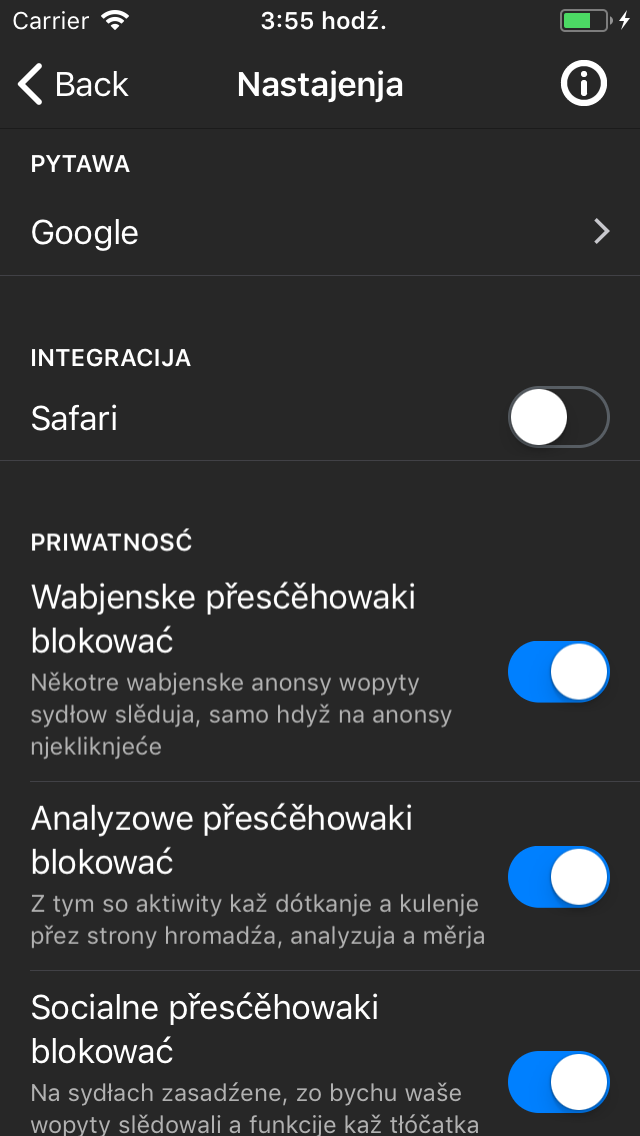 Carrier 3:55 hodź.
Back Nastajenja
PYTAWA
Google
INTEGRACIJA
Safari
PRIWATNOSĆ
Wabjenske přesćěhowaki
blokować
Někotre wabjenske anonsy wopyty
sydłow slěduja, samo hdyž na anonsy
njekliknjeće
Analyzowe přesćěhowaki
blokować
Z tym so aktiwity kaž dótkanje a kulenje
přez strony hromadźa, analyzuja a měrja
Socialne přesćěhowaki
blokować
Na sydłach zasadźene, zo bychu waše
wopyty slědowali a funkcije kaž tłóčatka